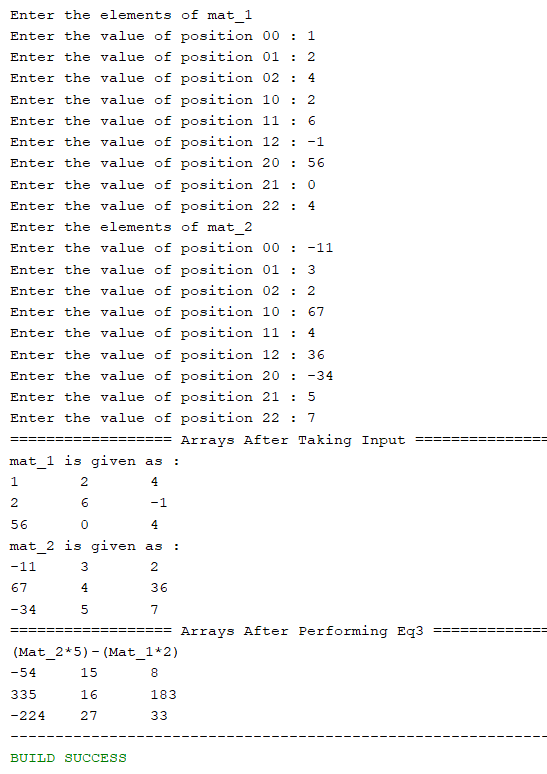 Enter the elements of mat_1
Enter the value of position 00 : 1
Enter the value of position 01 : 2
Enter the value of position 02 : 4
Enter the value of position 10 : 2
Enter the value of position 11 : 6
Enter the value of position 12 : -1
Enter the value of position 20 : 56
Enter the value of position 21 : 0
Enter the value of position 22 : 4
Enter the elements of mat_2
Enter the value of position 00 : -11
Enter the value of position 01 : 3
Enter the value of position 02 : 2
Enter the value of position 10 : 67
Enter the value of position 11 : 4
Enter the value of position 12 : 36
Enter the value of position 20 : -34
Enter the value of position 21 : 5
Enter the value of position 22 : 7
================== Arrays After Taking Input ===============
mat_1 is given as :
1 2 4
2 6 -1
56 0 4
mat_2 is given as :
-11 3 2
67 4 36
-34 5 7
================== Arrays After Performing Eq3 =============
(Mat_2*5)-(Mat_1*2)
-54 15 8
335 16 183
-224 27 33
------------------------------------------------------------
BUILD SUCCESS